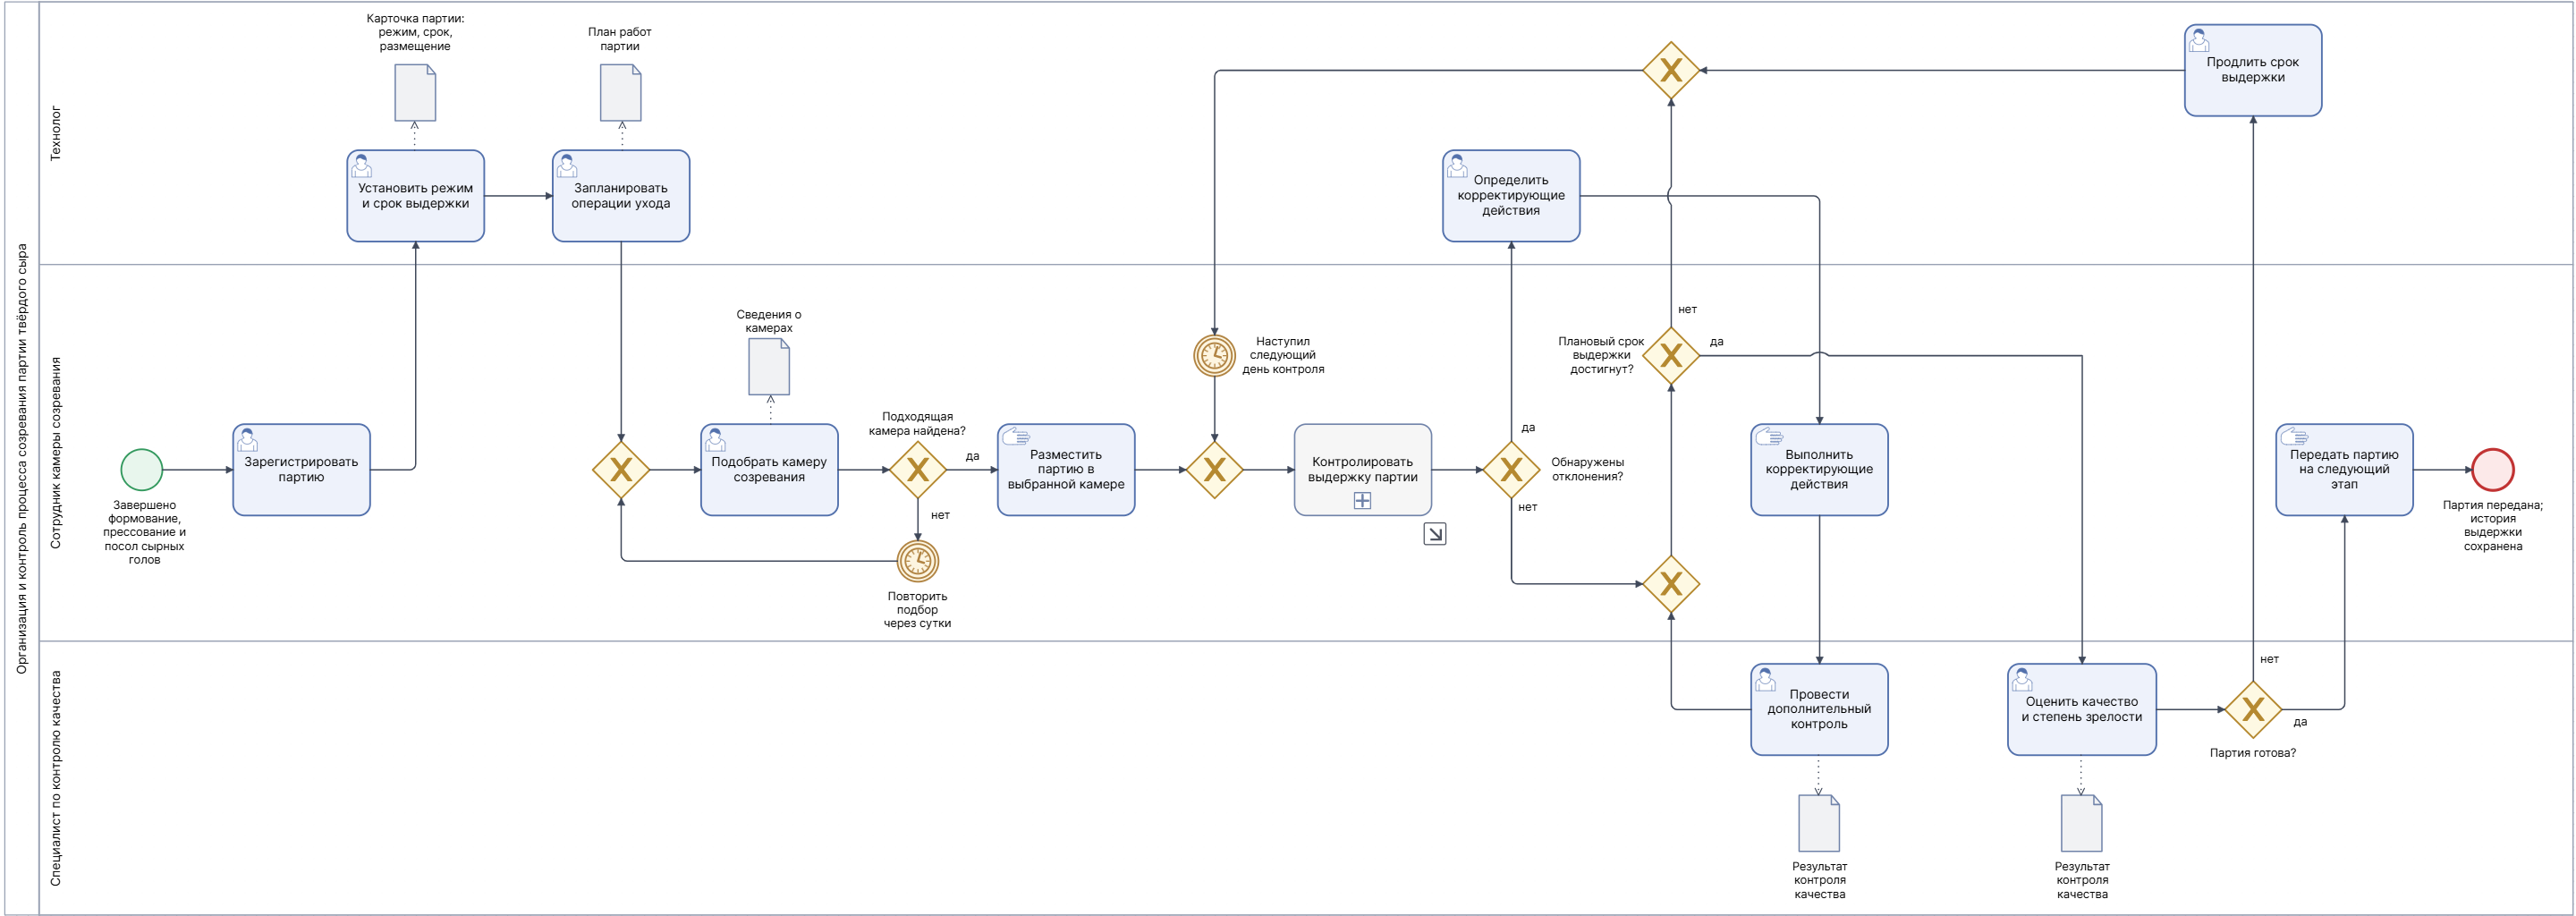 Организация и контроль процесса созревания партии твёрдого сыра
Технолог
Карточка партии:
режим, срок,
размещение
План работ
партии
Установить режим
и срок выдержки
Запланировать
операции ухода
Определить
корректирующие
действия
Продлить срок
выдержки
Сотрудник камеры созревания
Завершено
формование,
прессование и
посол сырных
голов
Зарегистрировать
партию
Сведения о
камерах
Подобрать камеру
созревания
Подходящая
камера найдена?
да
нет
Повторить
подбор
через сутки
Разместить
партию в
выбранной камере
Наступил
следующий
день контроля
Контролировать
выдержку партии
да
Обнаружены
отклонения?
нет
нет
Плановый срок
выдержки
достигнут?
да
Выполнить
корректирующие
действия
Передать партию
на следующий
этап
Партия передана;
история
выдержки
сохранена
Специалист по контролю качества
Провести
дополнительный
контроль
Результат
контроля
качества
Оценить качество
и степень зрелости
Результат
контроля
качества
нет
да
Партия готова?